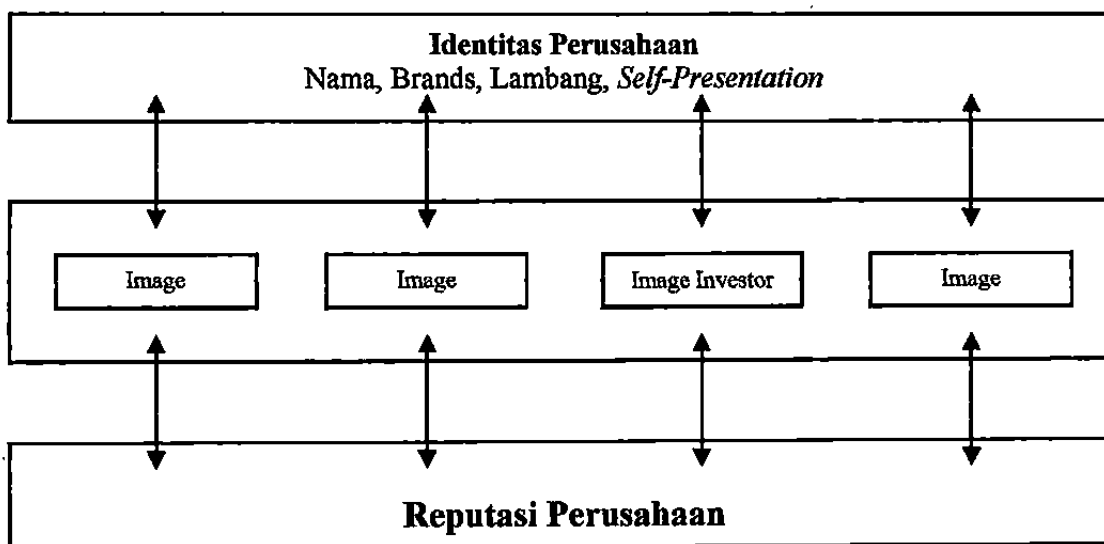 Identitas Perusahaan
Nama, Brands, Lambang, Self-Presentation
Image
Image
Image Investor
Image
Reputasi Perusahaan